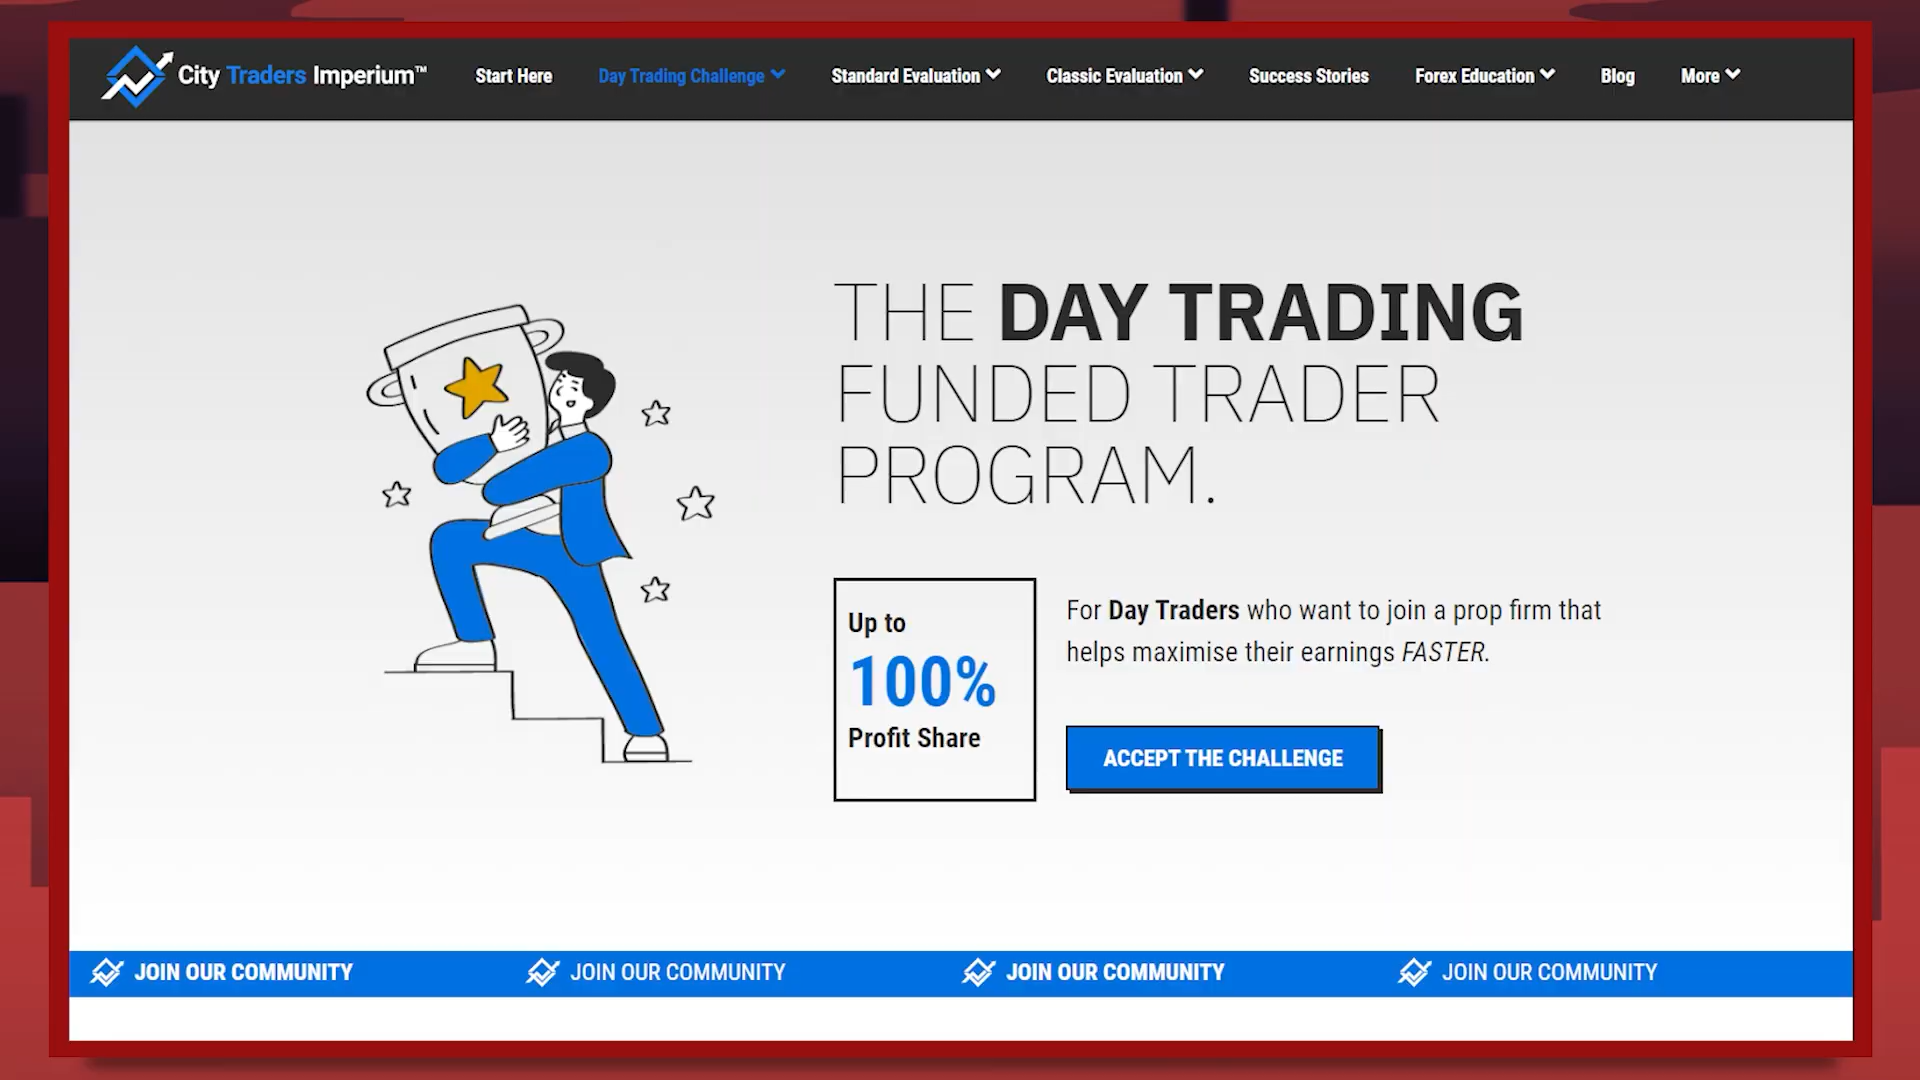 City Traders Imperium™
Start Here
Day Trading Challenge
Standard Evaluation
Classic Evaluation
Success Stories
Forex Education
Blog
More
THE DAY TRADING
FUNDED TRADER
PROGRAM.
Up to
100%
Profit Share
For Day Traders who want to join a prop firm that
helps maximise their earnings FASTER.
ACCEPT THE CHALLENGE
JOIN OUR COMMUNITY
JOIN OUR COMMUNITY
JOIN OUR COMMUNITY
JOIN OUR COMMUNITY